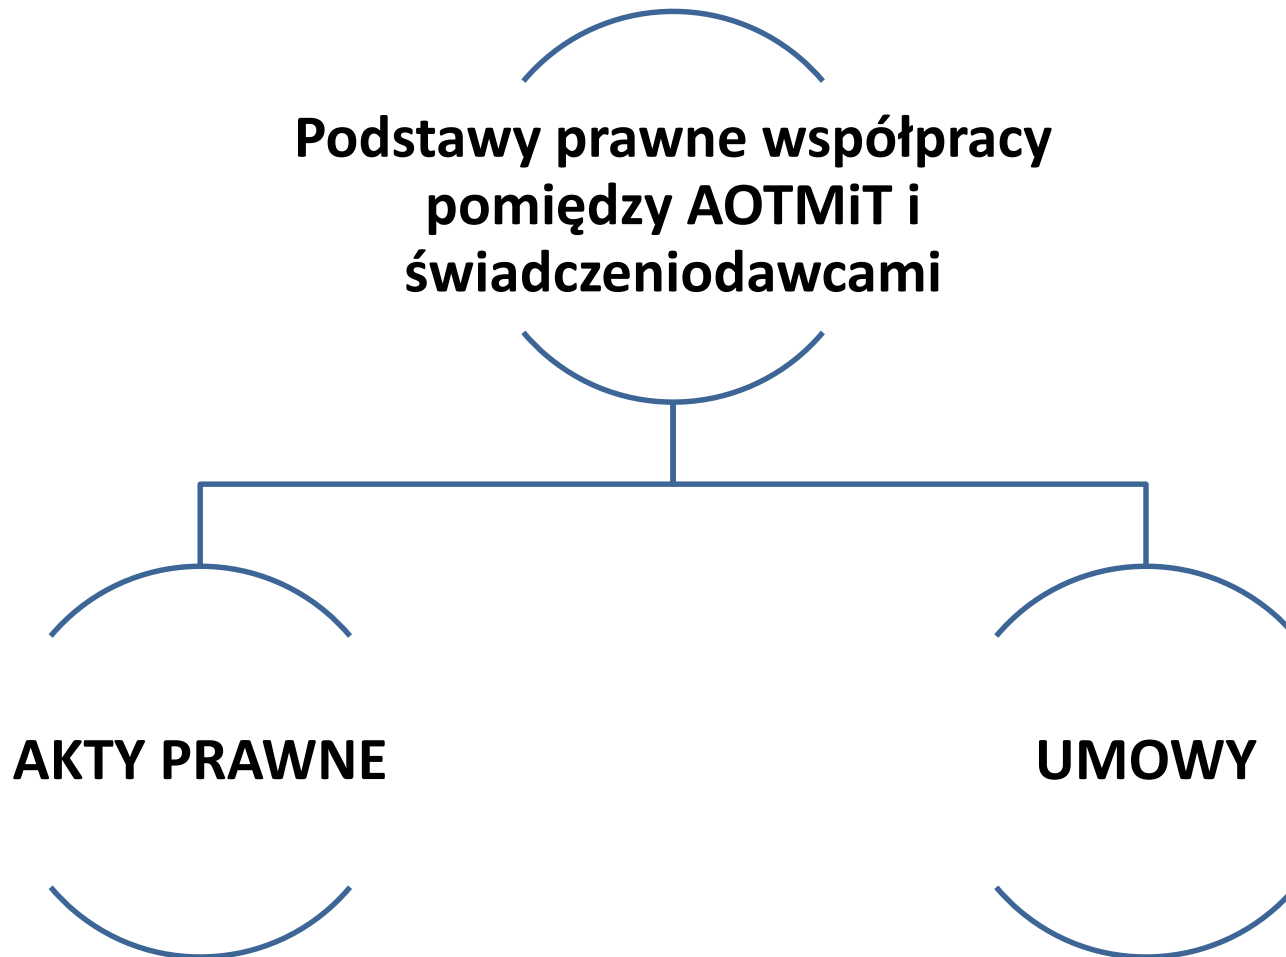 Podstawy prawne współpracy
pomiędzy AOTMiT i
świadczeniodawcami
AKTY PRAWNE
UMOWY